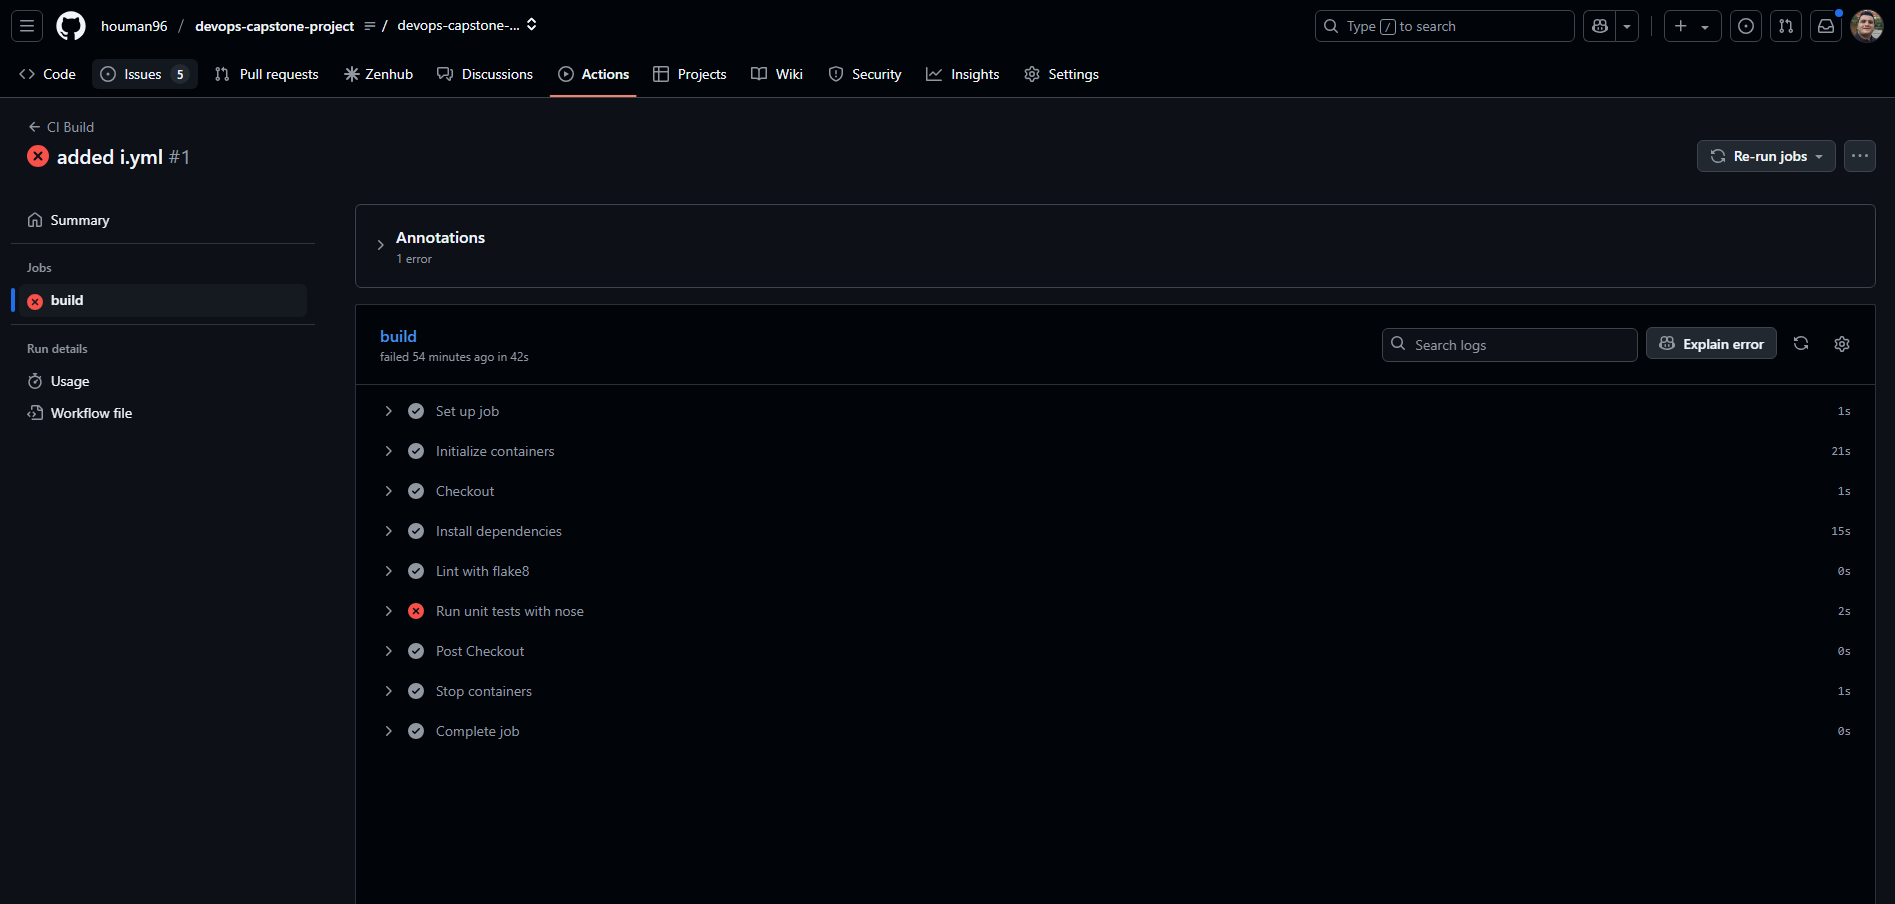 houman96 / devops-capstone-project / devops-capstone-...
Type / to search
Code
Issues 5
Pull requests
Zenhub
Discussions
Actions
Projects
Wiki
Security
Insights
Settings
CI Build
added i.yml #1
Re-run jobs
Summary
Jobs
build
Run details
Usage
Workflow file
Annotations
1 error
build
failed 54 minutes ago in 42s
Search logs
Explain error
Set up job 1s
Initialize containers 21s
Checkout 1s
Install dependencies 15s
Lint with flake8 0s
Run unit tests with nose 2s
Post Checkout 0s
Stop containers 1s
Complete job 0s